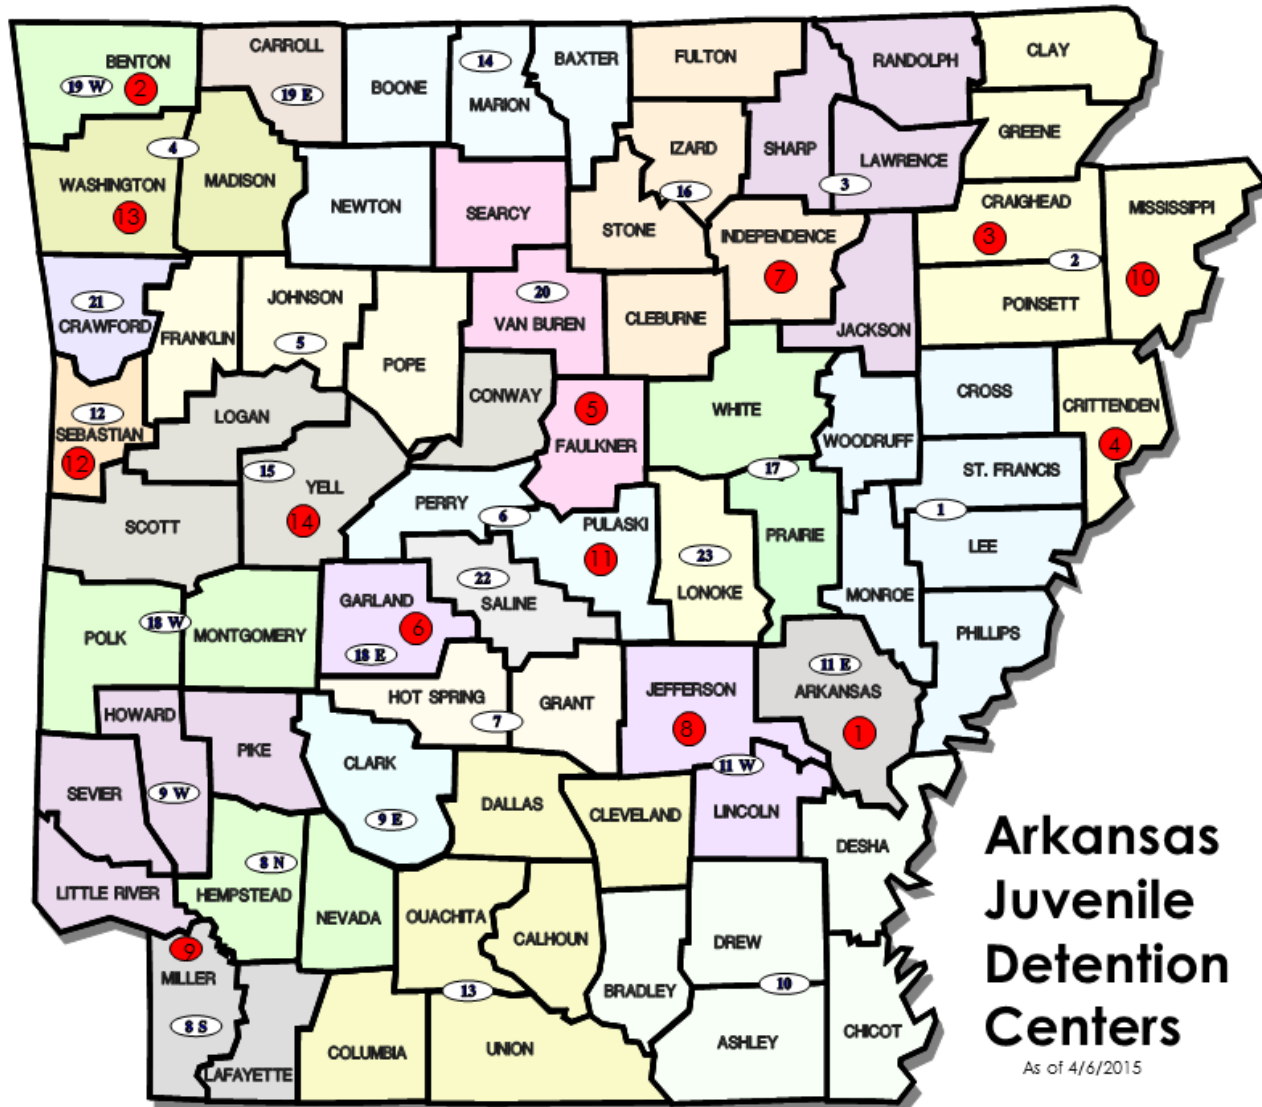 CARROLL
BENTON
19 W
2
19 E
BOONE
14
MARION
BAXTER
FULTON
RANDOLPH
CLAY
GREENE
4
WASHINGTON
MADISON
13
NEWTON
SEARCY
IZARD
16
STONE
SHARP
LAWRENCE
3
INDEPENDENCE
7
CRAIGHEAD
3
MISSISSIPPI
2
10
POINSETT
21
CRAWFORD
FRANKLIN
JOHNSON
5
POPE
20
VAN BUREN
CLEBURNE
JACKSON
12
SEBASTIAN
12
LOGAN
CONWAY
5
FAULKNER
WHITE
WOODRUFF
CROSS
CRITTENDEN
4
15
YELL
14
SCOTT
PERRY
6
PULASKI
11
17
PRAIRIE
23
LONOKE
ST. FRANCIS
1
LEE
MONROE
PHILLIPS
POLK
18 W
MONTGOMERY
GARLAND
6
18 E
22
SALINE
HOT SPRING
7
GRANT
JEFFERSON
8
11 W
LINCOLN
11 E
ARKANSAS
1
HOWARD
PIKE
CLARK
9 E
SEVIER
9 W
DALLAS
CLEVELAND
DESHA
LITTLE RIVER
8 N
HEMPSTEAD
NEVADA
OUACHITA
CALHOUN
13
BRADLEY
DREW
10
ASHLEY
CHICOT
9
MILLER
8 S
LAFAYETTE
COLUMBIA
UNION
Arkansas
Juvenile
Detention
Centers
As of 4/6/2015